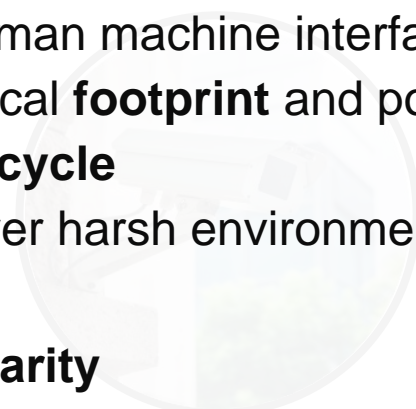 man machine interfa
cal footprint and po
cycle
er harsh environme
arity